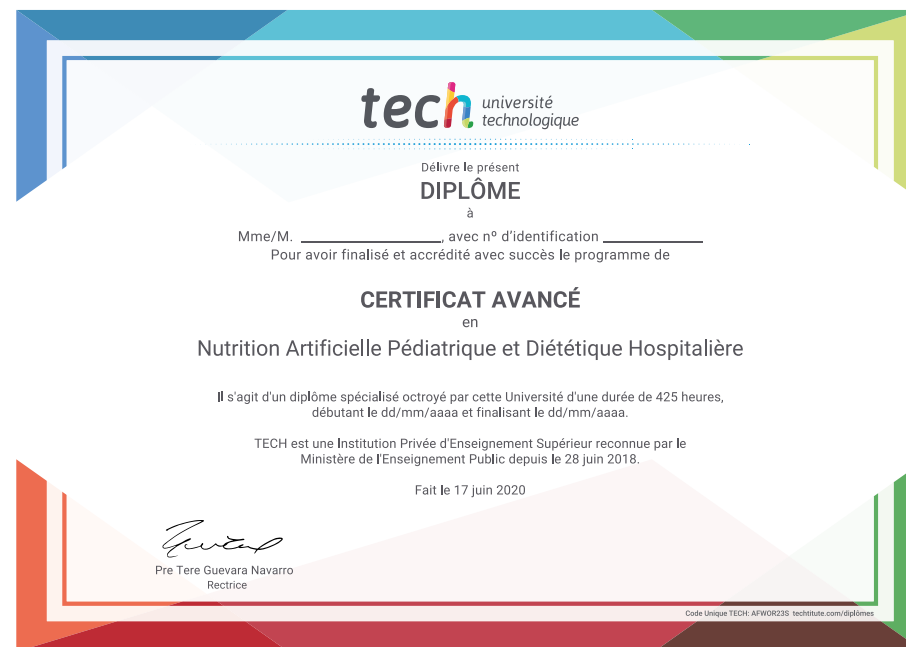 tech université
technologique
Délivre le présent
DIPLÔME
à
Mme/M. ____________________, avec nº d'identification ______________
Pour avoir finalisé et accrédité avec succès le programme de
CERTIFICAT AVANCÉ
en
Nutrition Artificielle Pédiatrique et Diététique Hospitalière
Il s'agit d'un diplôme spécialisé octroyé par cette Université d'une durée de 425 heures,
débutant le dd/mm/aaaa et finalisant le dd/mm/aaaa.
TECH est une Institution Privée d'Enseignement Supérieur reconnue par le
Ministère de l'Enseignement Public depuis le 28 juin 2018.
Fait le 17 juin 2020
Pre Tere Guevara Navarro
Rectrice
Code Unique TECH: AFWOR23S techtitute.com/diplômes